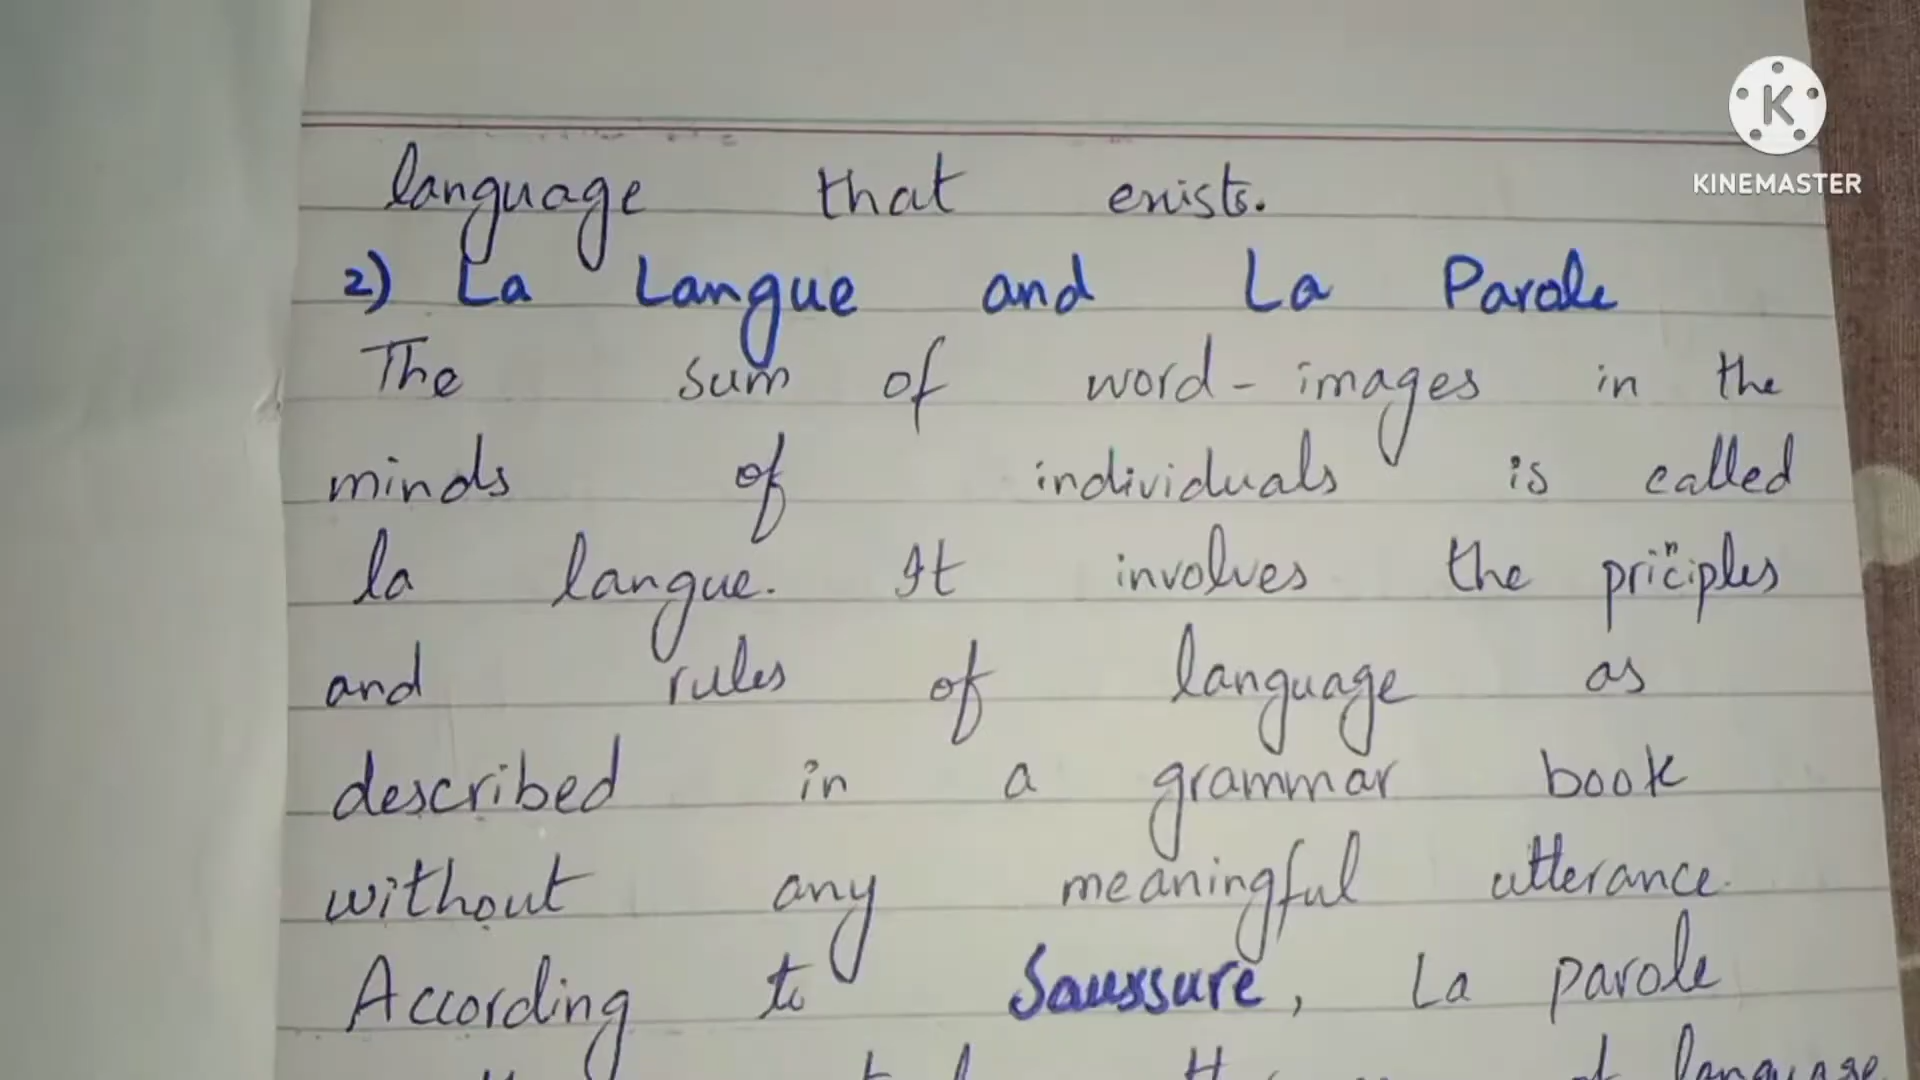 language that exists.
2) La Langue and La Parole
The sum of word-images in the
minds of individuals is called
la langue. It involves the principles
and rules of language as
described in a grammar book
without any meaningful utterance.
According to Saussure, La parole
language
K
KINEMASTER